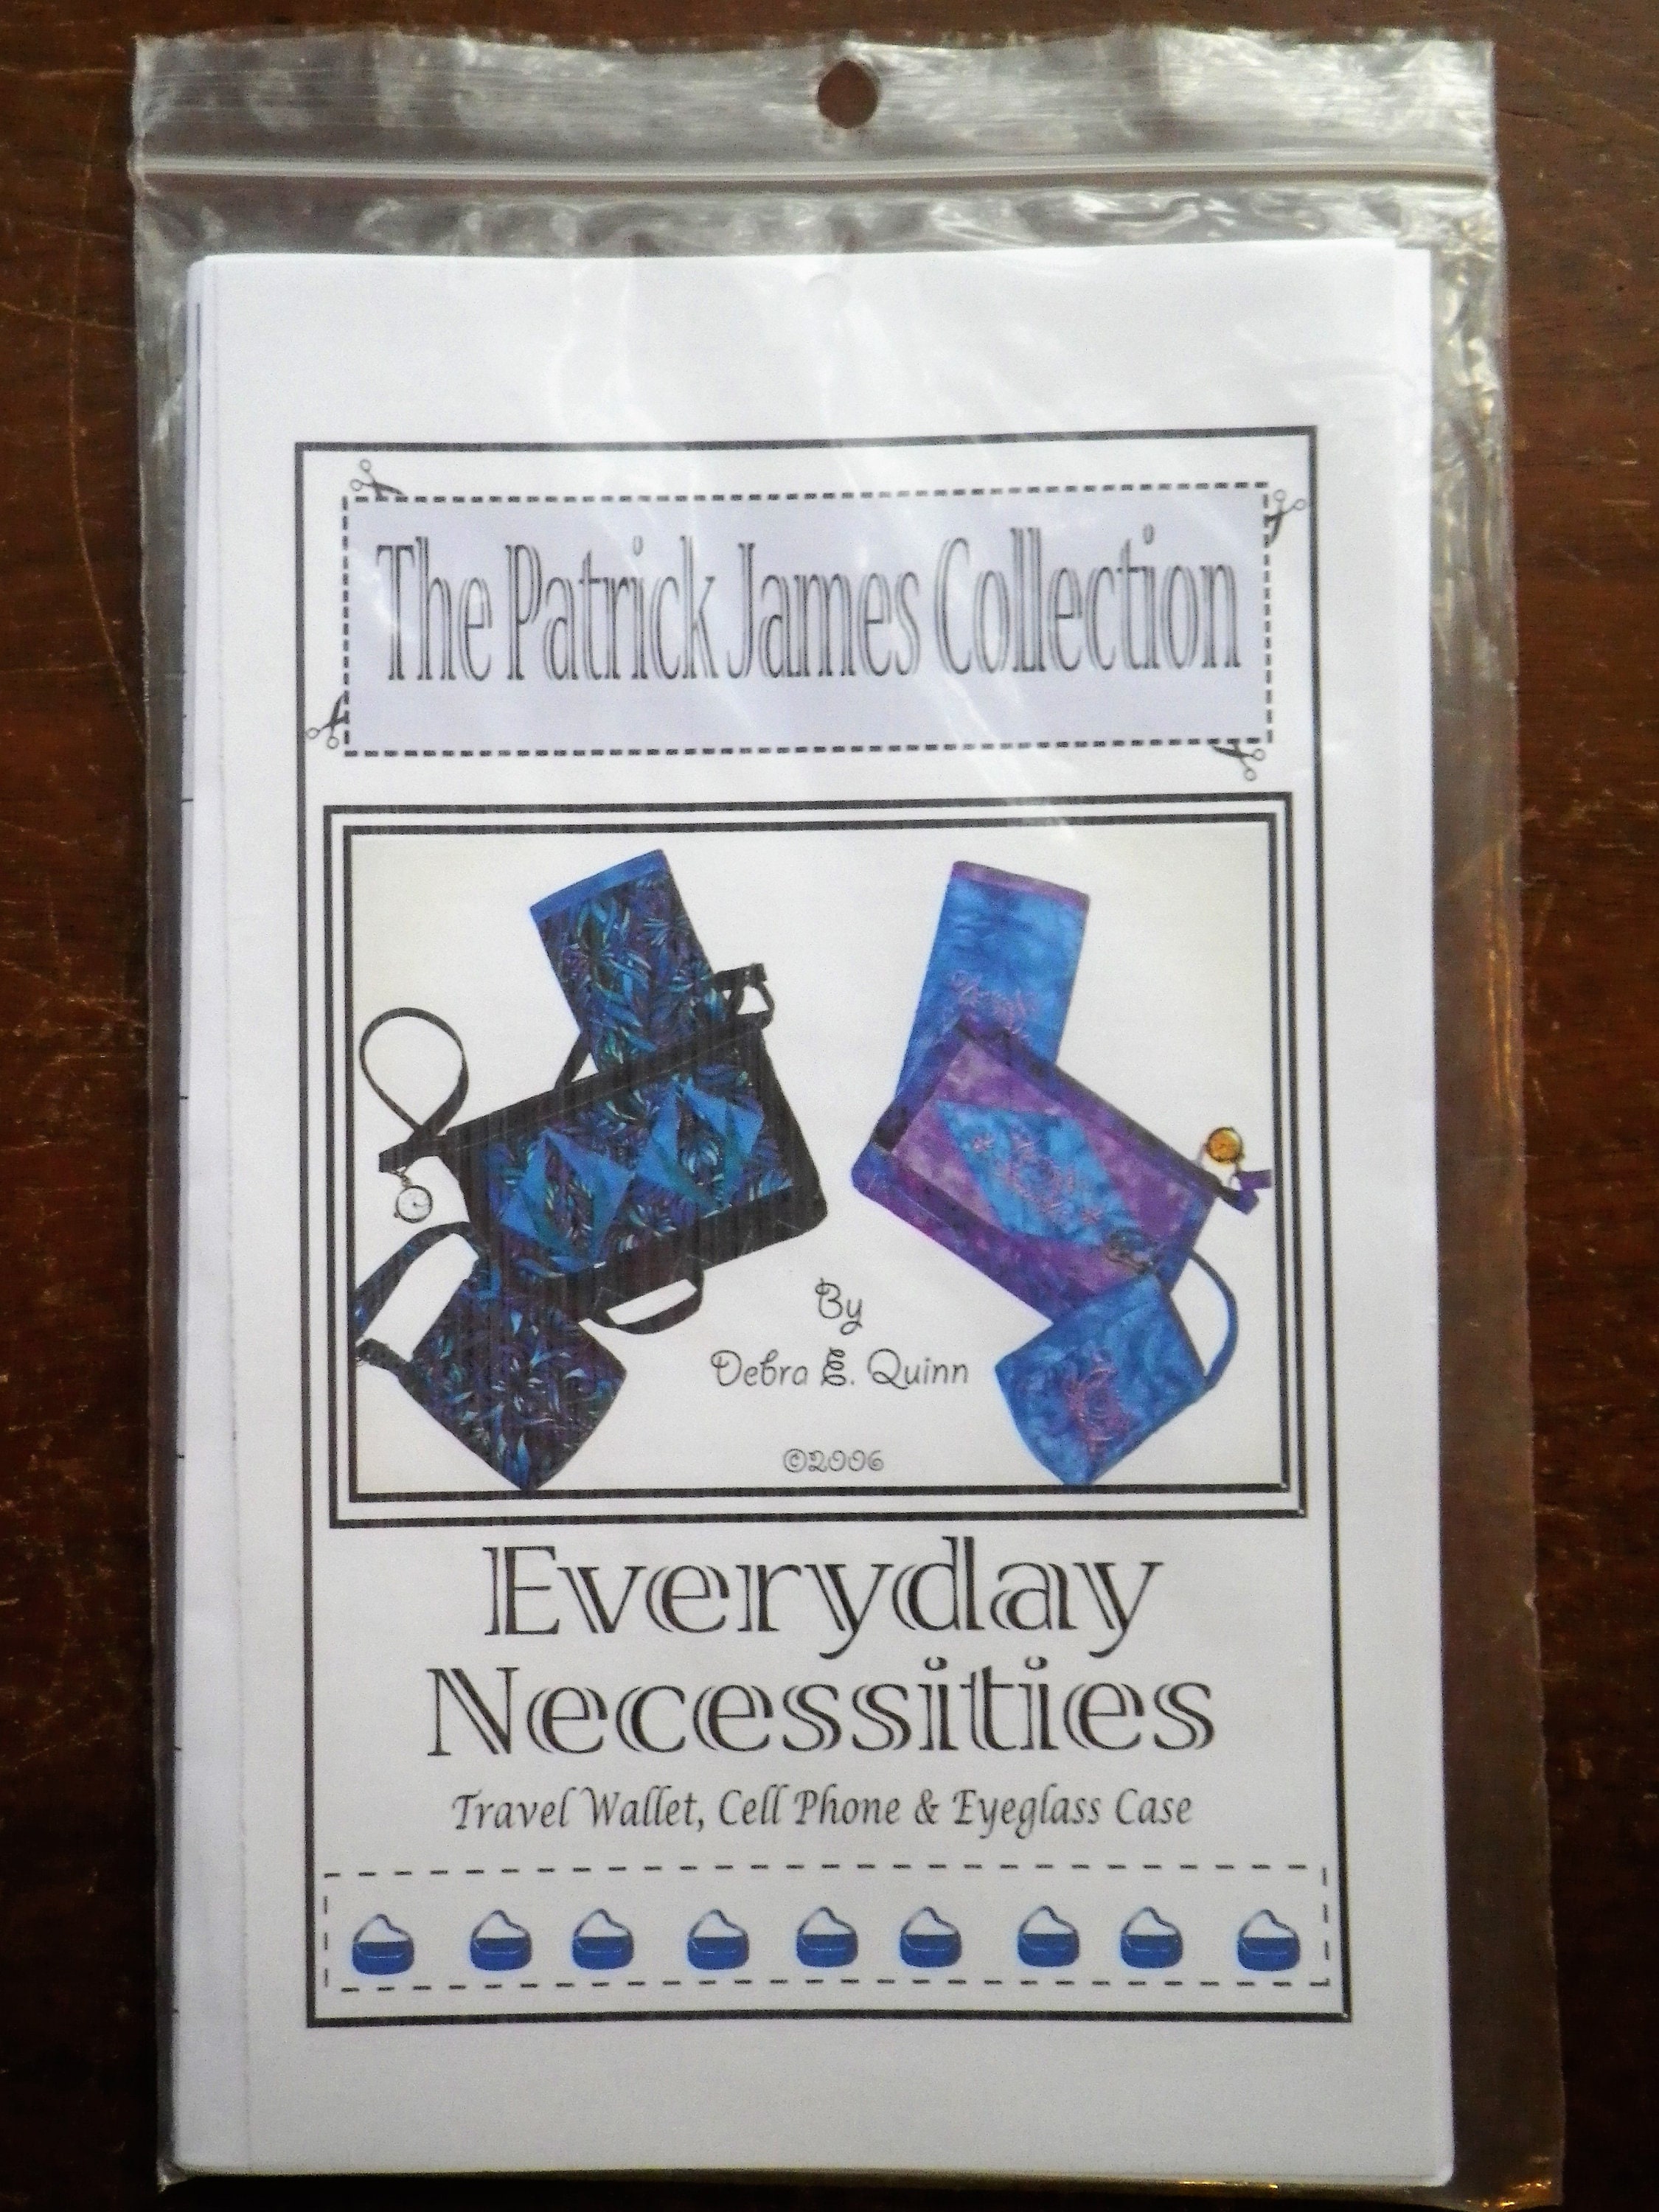 The Patrick James Collection
By
Debra E. Quinn
©2006
Everyday
Necessities
Travel Wallet, Cell Phone & Eyeglass Case